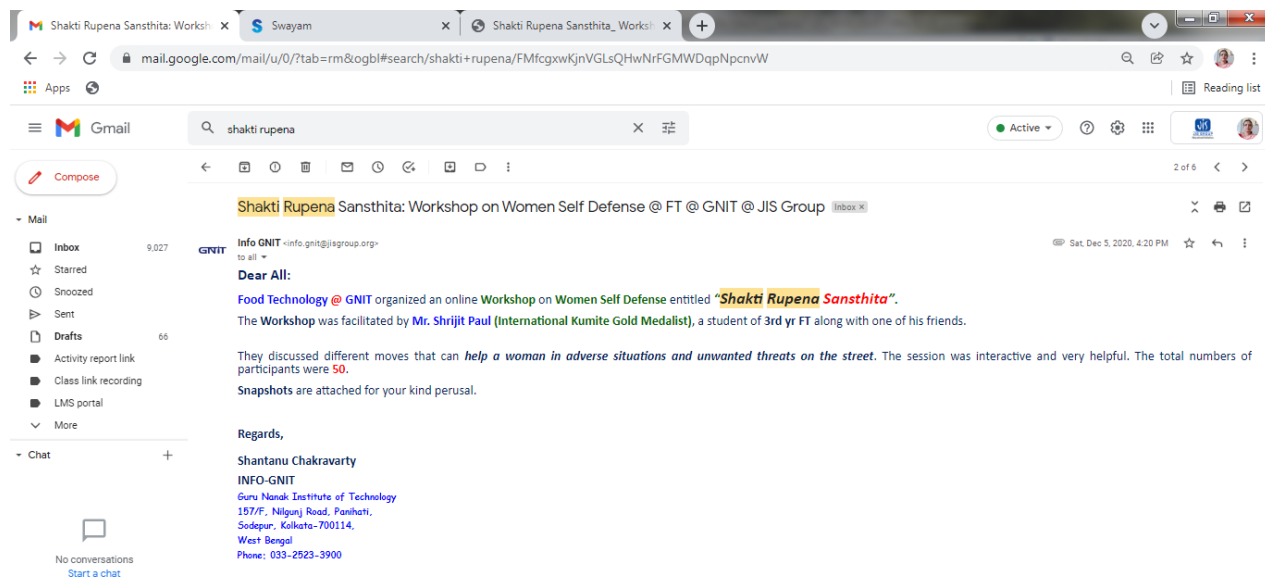 Shakti Rupena Sansthita: Worksh
Swayam
Shakti Rupena Sansthita_ Worksh
mail.google.com/mail/u/0/?tab=rm&ogbl#search/shakti+rupena/FMfcgxwKjnVGLsQHwNrFGMWDqpNpcnvW
Apps
Reading list
Gmail
shakti rupena
Active
JIS
Compose
2 of 6
Shakti Rupena Sansthita: Workshop on Women Self Defense @ FT @ GNIT @ JIS Group Inbox ×
Mail
Inbox 9,027
Starred
Snoozed
Sent
Drafts 66
Activity report link
Class link recording
LMS portal
More
Chat
No conversations
Start a chat
GNIT
Info GNIT <info.gnit@jisgroup.org>
Sat, Dec 5, 2020, 4:20 PM
to all
Dear All:
Food Technology @ GNIT organized an online Workshop on Women Self Defense entitled “Shakti Rupena Sansthita”.
The Workshop was facilitated by Mr. Shrijit Paul (International Kumite Gold Medalist), a student of 3rd yr FT along with one of his friends.
They discussed different moves that can help a woman in adverse situations and unwanted threats on the street. The session was interactive and very helpful. The total numbers of
participants were 50.
Snapshots are attached for your kind perusal.
Regards,
Shantanu Chakravarty
INFO-GNIT
Guru Nanak Institute of Technology
157/F, Nilgunj Road, Panihati,
Sodepur, Kolkata-700114,
West Bengal
Phone: 033-2523-3900